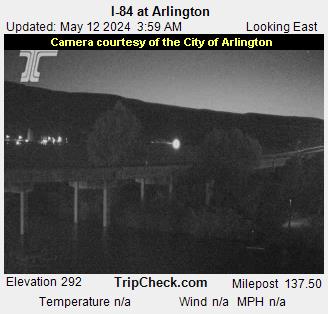 I-84 at Arlington
Updated: May 12 2024 3:59 AM Looking East
Camera courtesy of the City of Arlington
Elevation 292 TripCheck.com Milepost 137.50
Temperature n/a Wind n/a MPH n/a